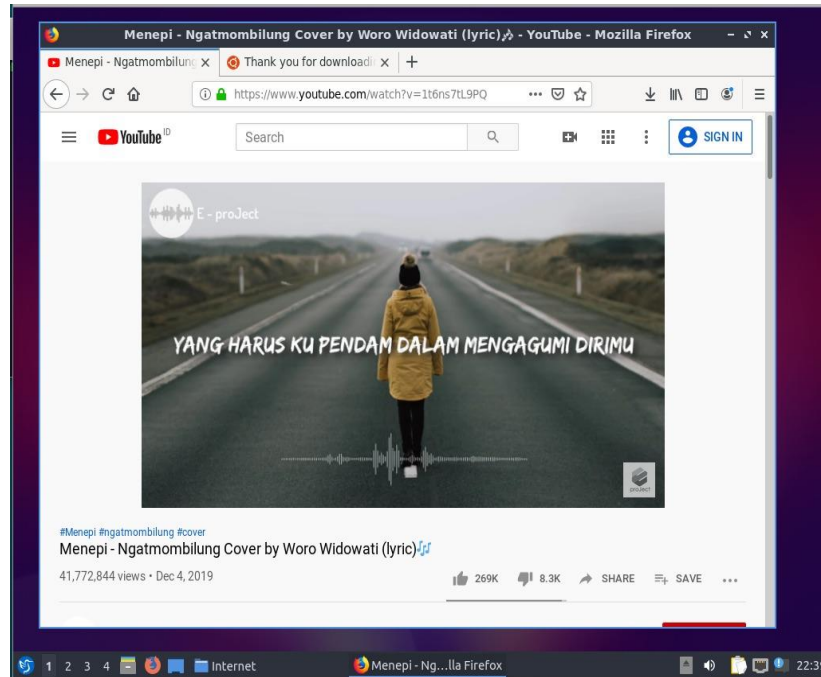 Menepi - Ngatmombilung Cover by Woro Widowati (lyric)🎶 - YouTube - Mozilla Firefox
Menepi - Ngatmombilung
Thank you for downloadi
https://www.youtube.com/watch?v=1t6ns7tL9PQ
YouTube ID
Search
SIGN IN
E - proJect
YANG HARUS KU PENDAM DALAM MENGAGUMI DIRIMU
proJect
#Menepi #ngatmombilung #cover
Menepi - Ngatmombilung Cover by Woro Widowati (lyric)🎶
41,772,844 views • Dec 4, 2019
269K 8.3K SHARE SAVE
1 2 3 4 Internet Menepi - Ng...lla Firefox